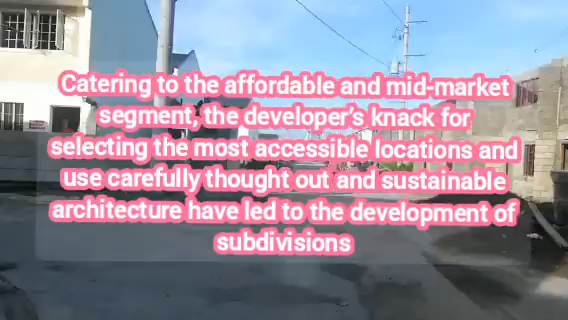 Catering to the affordable and mid-market
segment, the developer's knack for
selecting the most accessible locations and
use carefully thought out and sustainable
architecture have led to the development of
subdivisions